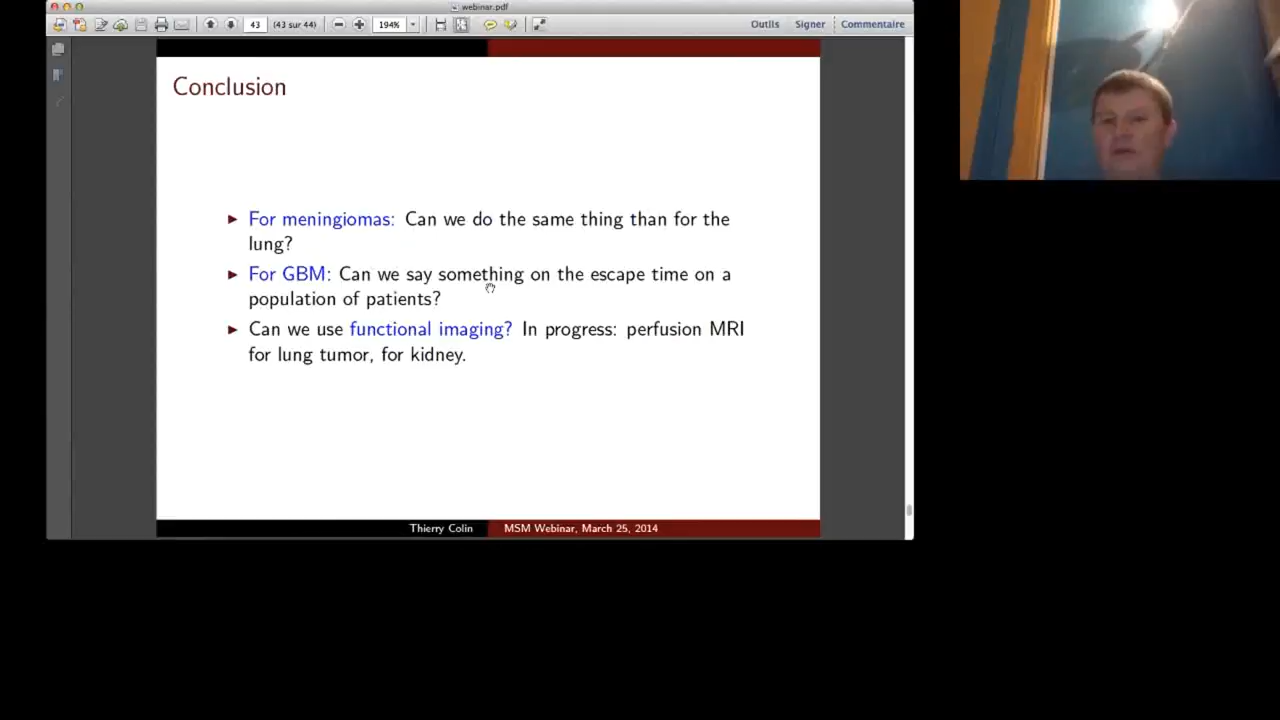 webinar.pdf
43 (43 sur 44) 194% Outils Signer Commentaire
Conclusion
► For meningiomas: Can we do the same thing than for the
lung?
► For GBM: Can we say something on the escape time on a
population of patients?
► Can we use functional imaging? In progress: perfusion MRI
for lung tumor, for kidney.
Thierry Colin MSM Webinar, March 25, 2014